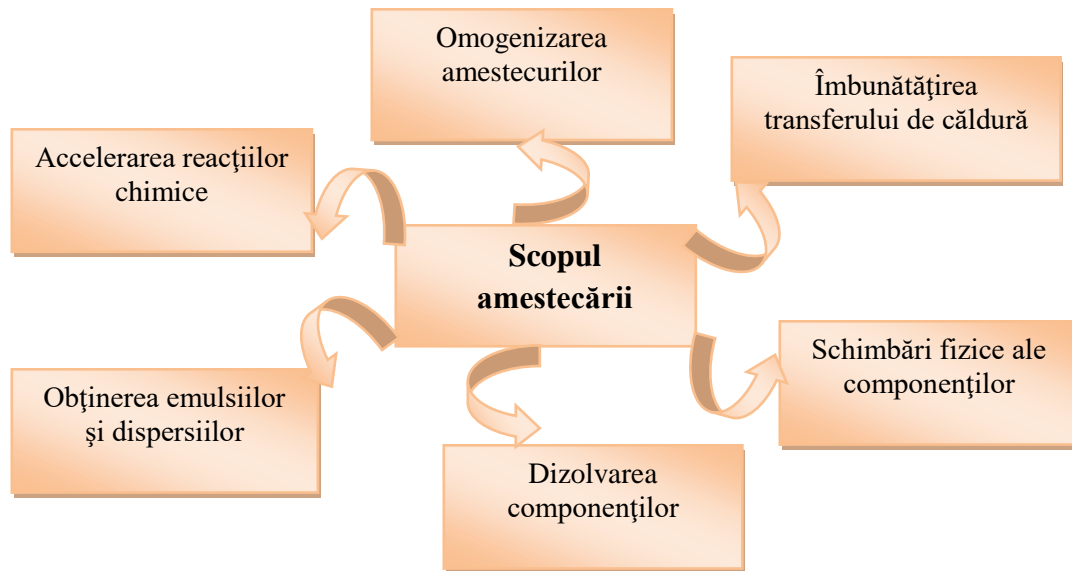 Omogenizarea
amestecurilor
Îmbunătăţirea
transferului de căldură
Accelerarea reacţiilor
chimice
Scopul
amestecării
Schimbări fizice ale
componenţilor
Obţinerea emulsiilor
şi dispersiilor
Dizolvarea
componenţilor